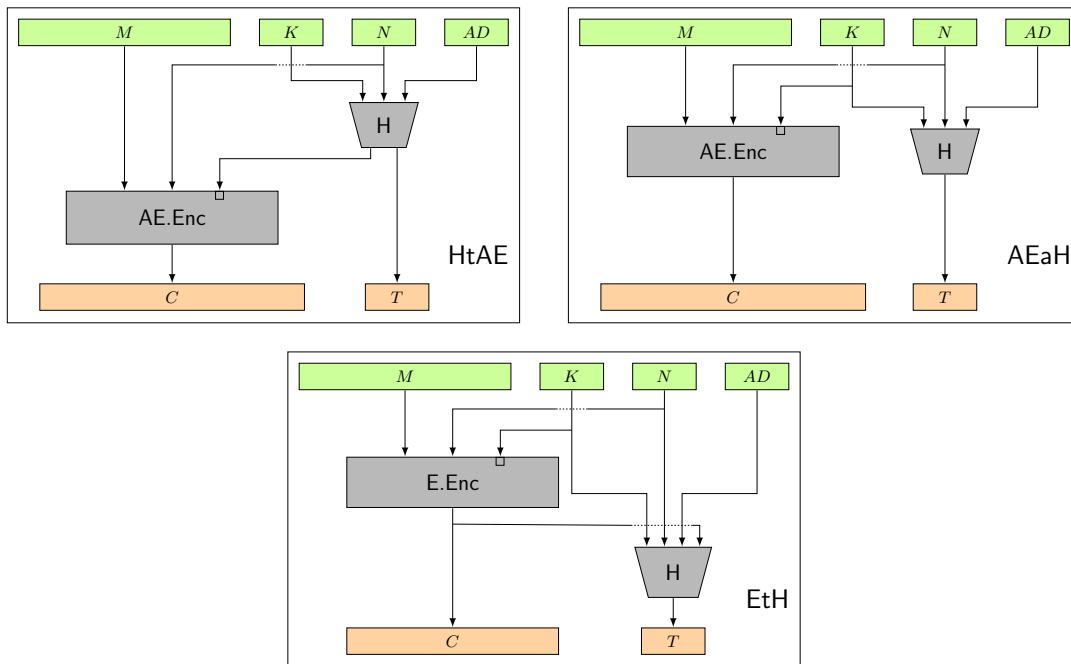 M K N AD
H
AE.Enc
HtAE
C T
M K N AD
AE.Enc
H
AEaH
C T
M K N AD
E.Enc
H
EtH
C T